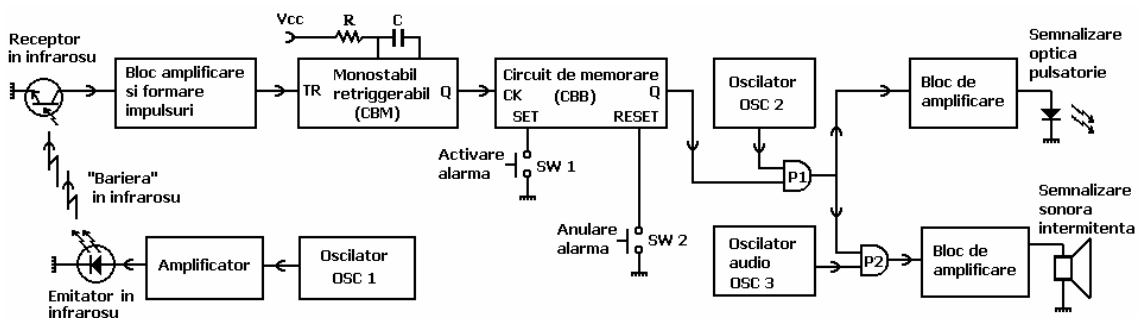 Receptor
in infrarosu
Bloc amplificare
si formare
impulsuri
Vcc
R
C
Monostabil
retriggerabil
(CBM)
TR
Q
Circuit de memorare
(CBB)
CK
Q
SET
RESET
Activare
alarma
SW 1
Anulare
alarma
SW 2
Oscilator
OSC 2
P1
Bloc de
amplificare
Semnalizare
optica
pulsatorie
"Bariera"
in infrarosu
Emitator in
infrarosu
Amplificator
Oscilator
OSC 1
Oscilator
audio
OSC 3
P2
Bloc de
amplificare
Semnalizare
sonora
intermitenta